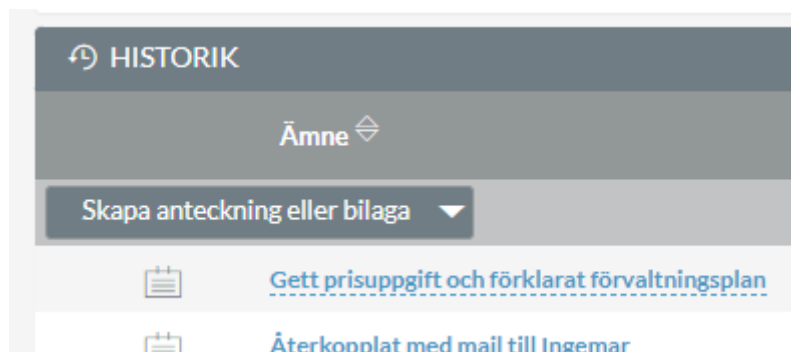 HISTORIK
Ämne
Skapa anteckning eller bilaga
Gett prisuppgift och förklarat förvaltningsplan
Återkopplat med mail till Ingemar